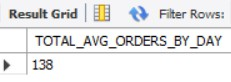 Result Grid Filter Rows:
TOTAL_AVG_ORDERS_BY_DAY
138